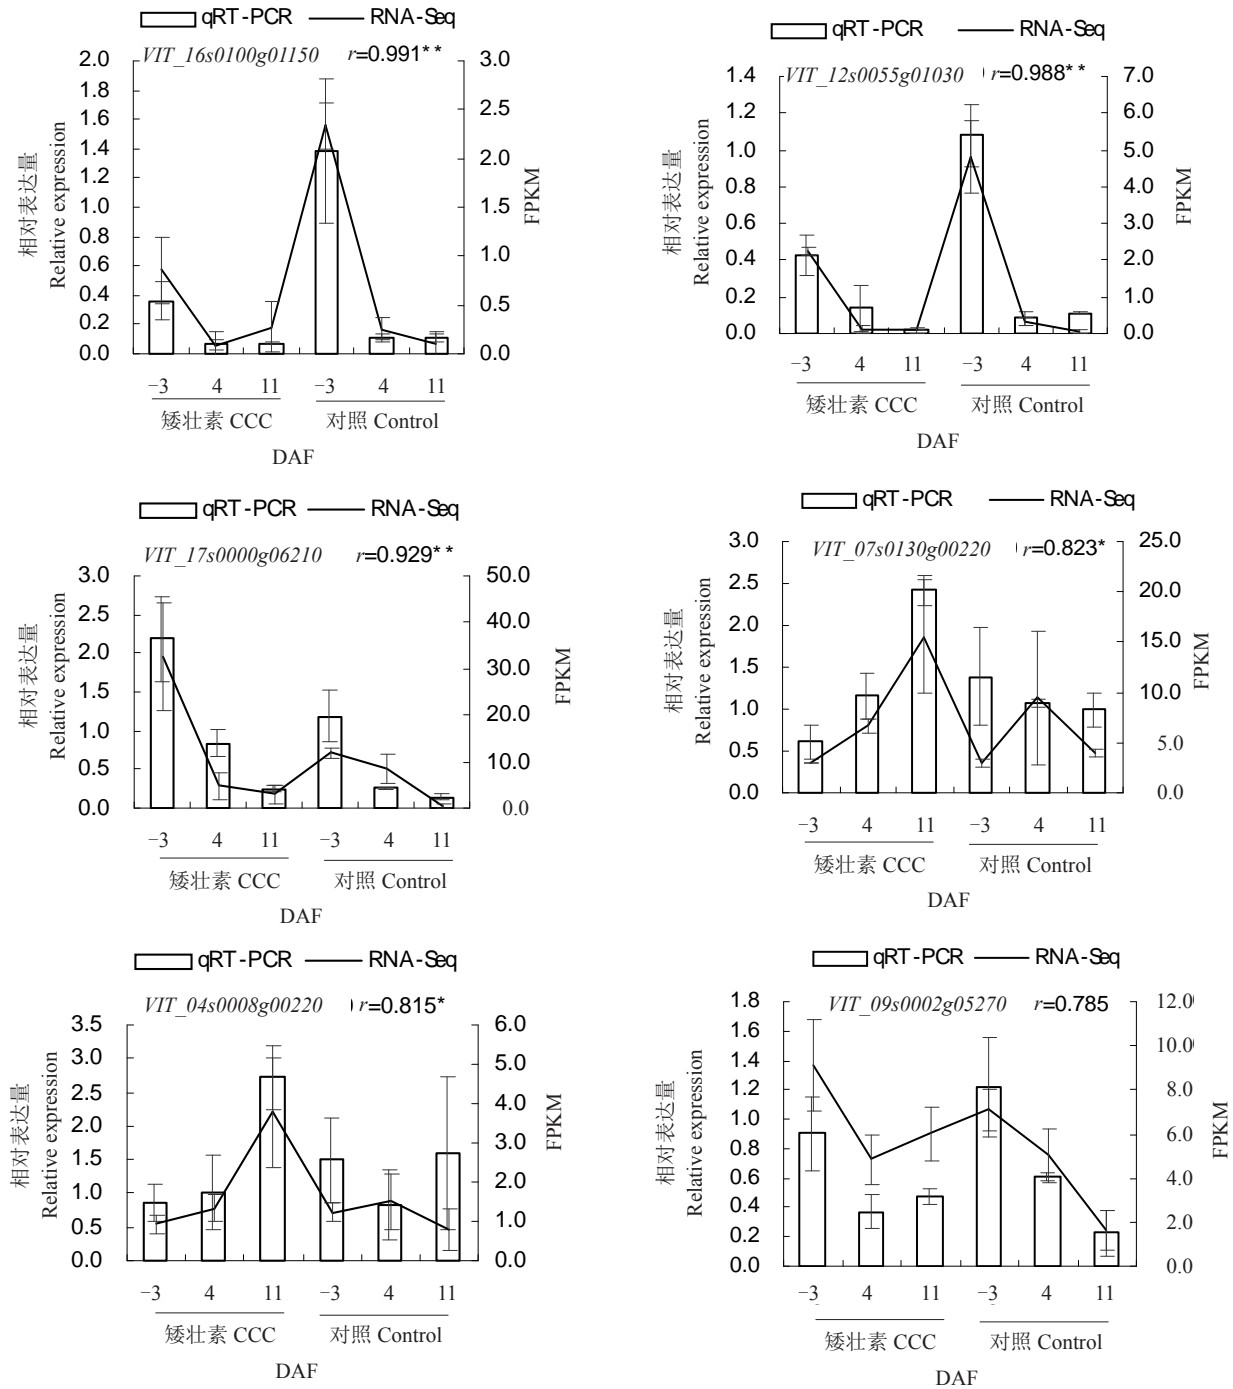 qRT-PCR RNA-Seq
VIT_16s0100g01150 r=0.991**
相对表达量
Relative expression
2.0
1.8
1.6
1.4
1.2
1.0
0.8
0.6
0.4
0.2
0.0
3.0
2.5
2.0
1.5
1.0
0.5
0.0
FPKM
−3 4 11 −3 4 11
矮壮素 CCC 对照 Control
DAF
qRT-PCR RNA-Seq
VIT_12s0055g01030 r=0.988**
相对表达量
Relative expression
1.4
1.2
1.0
0.8
0.6
0.4
0.2
0.0
7.0
6.0
5.0
4.0
3.0
2.0
1.0
0.0
FPKM
−3 4 11 −3 4 11
矮壮素 CCC 对照 Control
DAF
qRT-PCR RNA-Seq
VIT_17s0000g06210 r=0.929**
相对表达量
Relative expression
3.0
2.5
2.0
1.5
1.0
0.5
0.0
50.0
40.0
30.0
20.0
10.0
0.0
FPKM
−3 4 11 −3 4 11
矮壮素 CCC 对照 Control
DAF
qRT-PCR RNA-Seq
VIT_07s0130g00220 r=0.823*
相对表达量
Relative expression
3.0
2.5
2.0
1.5
1.0
0.5
0.0
25.0
20.0
15.0
10.0
5.0
0.0
FPKM
−3 4 11 −3 4 11
矮壮素 CCC 对照 Control
DAF
qRT-PCR RNA-Seq
VIT_04s0008g00220 r=0.815*
相对表达量
Relative expression
3.5
3.0
2.5
2.0
1.5
1.0
0.5
0.0
6.0
5.0
4.0
3.0
2.0
1.0
0.0
FPKM
−3 4 11 −3 4 11
矮壮素 CCC 对照 Control
DAF
qRT-PCR RNA-Seq
VIT_09s0002g05270 r=0.785
相对表达量
Relative expression
1.8
1.6
1.4
1.2
1.0
0.8
0.6
0.4
0.2
0.0
12.0
10.0
8.0
6.0
4.0
2.0
0.0
FPKM
−3 4 11 −3 4 11
矮壮素 CCC 对照 Control
DAF